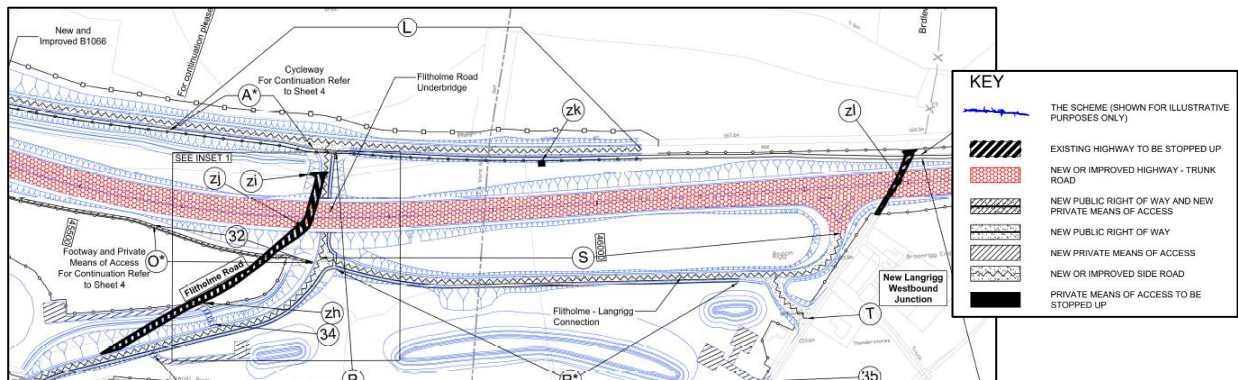 New and
Improved B1066
For continuation please
L
Cycleway
For Continuation Refer
to Sheet 4
A*
Flitholme Road
Underbridge
zk
zl
SEE INSET 1
zj
zi
32
45500
Footway and Private
Means of Access
For Continuation Refer
to Sheet 4
O*
Flitholme Road
S
46000
New Langrigg
Westbound
Junction
Flitholme - Langrigg
Connection
T
zh
34
KEY
THE SCHEME (SHOWN FOR ILLUSTRATIVE
PURPOSES ONLY)
EXISTING HIGHWAY TO BE STOPPED UP
NEW OR IMPROVED HIGHWAY - TRUNK
ROAD
NEW PUBLIC RIGHT OF WAY AND NEW
PRIVATE MEANS OF ACCESS
NEW PUBLIC RIGHT OF WAY
NEW PRIVATE MEANS OF ACCESS
NEW OR IMPROVED SIDE ROAD
PRIVATE MEANS OF ACCESS TO BE
STOPPED UP